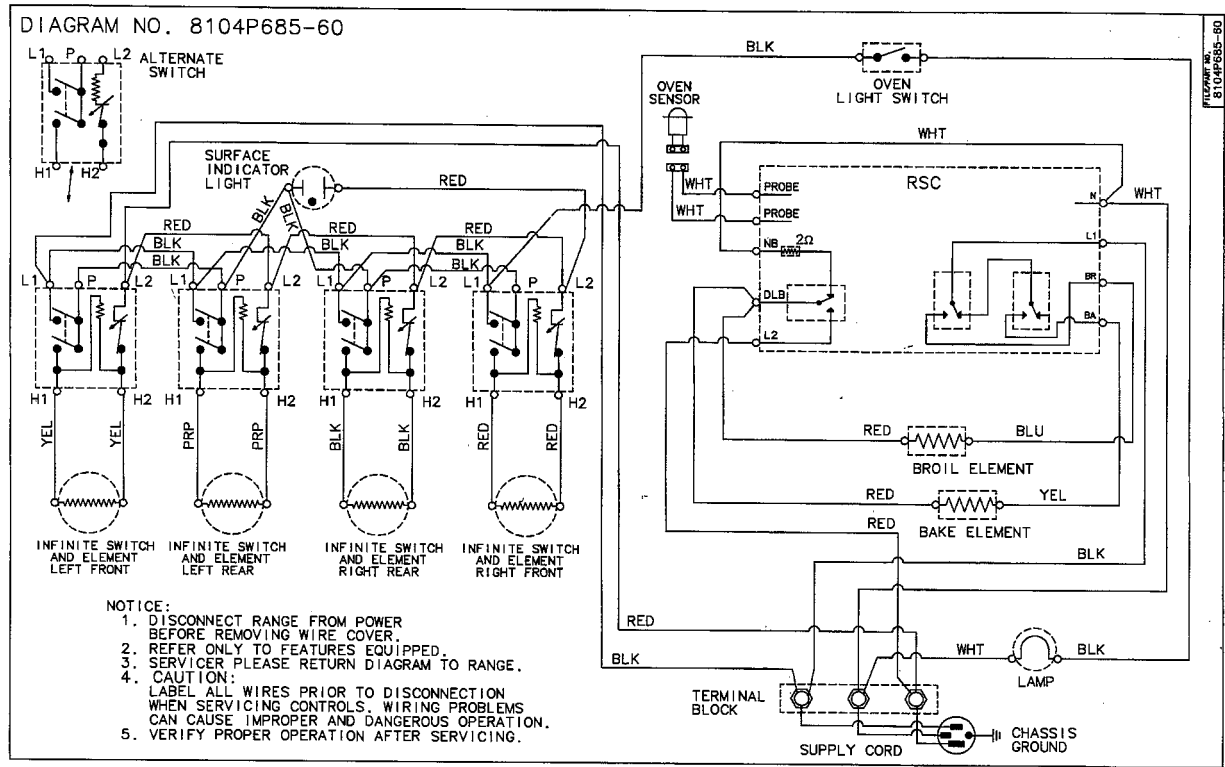 DIAGRAM NO. 8104P685-60
FILE/PART NO.
8104P685-60
L1 P L2 ALTERNATE
SWITCH
H1 H2
BLK
OVEN
LIGHT SWITCH
OVEN
SENSOR
WHT
SURFACE
INDICATOR
LIGHT
RED
BLK
BLK
WHT
WHT
PROBE
PROBE
RSC
N
WHT
L1
BR
BA
NB
2Ω
DLB
L2
RED
BLK
BLK
RED
BLK
BLK
RED
BLK
BLK
L1 P L2
L1 P L2
L1 P L2
L1 P L2
H1 H2
H1 H2
H1 H2
H1 H2
YEL
YEL
PRP
PRP
BLK
BLK
RED
RED
INFINITE SWITCH
AND ELEMENT
LEFT FRONT
INFINITE SWITCH
AND ELEMENT
LEFT REAR
INFINITE SWITCH
AND ELEMENT
RIGHT REAR
INFINITE SWITCH
AND ELEMENT
RIGHT FRONT
RED
BLU
BROIL ELEMENT
RED
YEL
BAKE ELEMENT
RED
BLK
NOTICE:
1. DISCONNECT RANGE FROM POWER
BEFORE REMOVING WIRE COVER.
2. REFER ONLY TO FEATURES EQUIPPED.
3. SERVICER PLEASE RETURN DIAGRAM TO RANGE.
4. CAUTION:
LABEL ALL WIRES PRIOR TO DISCONNECTION
WHEN SERVICING CONTROLS. WIRING PROBLEMS
CAN CAUSE IMPROPER AND DANGEROUS OPERATION.
5. VERIFY PROPER OPERATION AFTER SERVICING.
RED
BLK
WHT
BLK
LAMP
TERMINAL
BLOCK
SUPPLY CORD
CHASSIS
GROUND